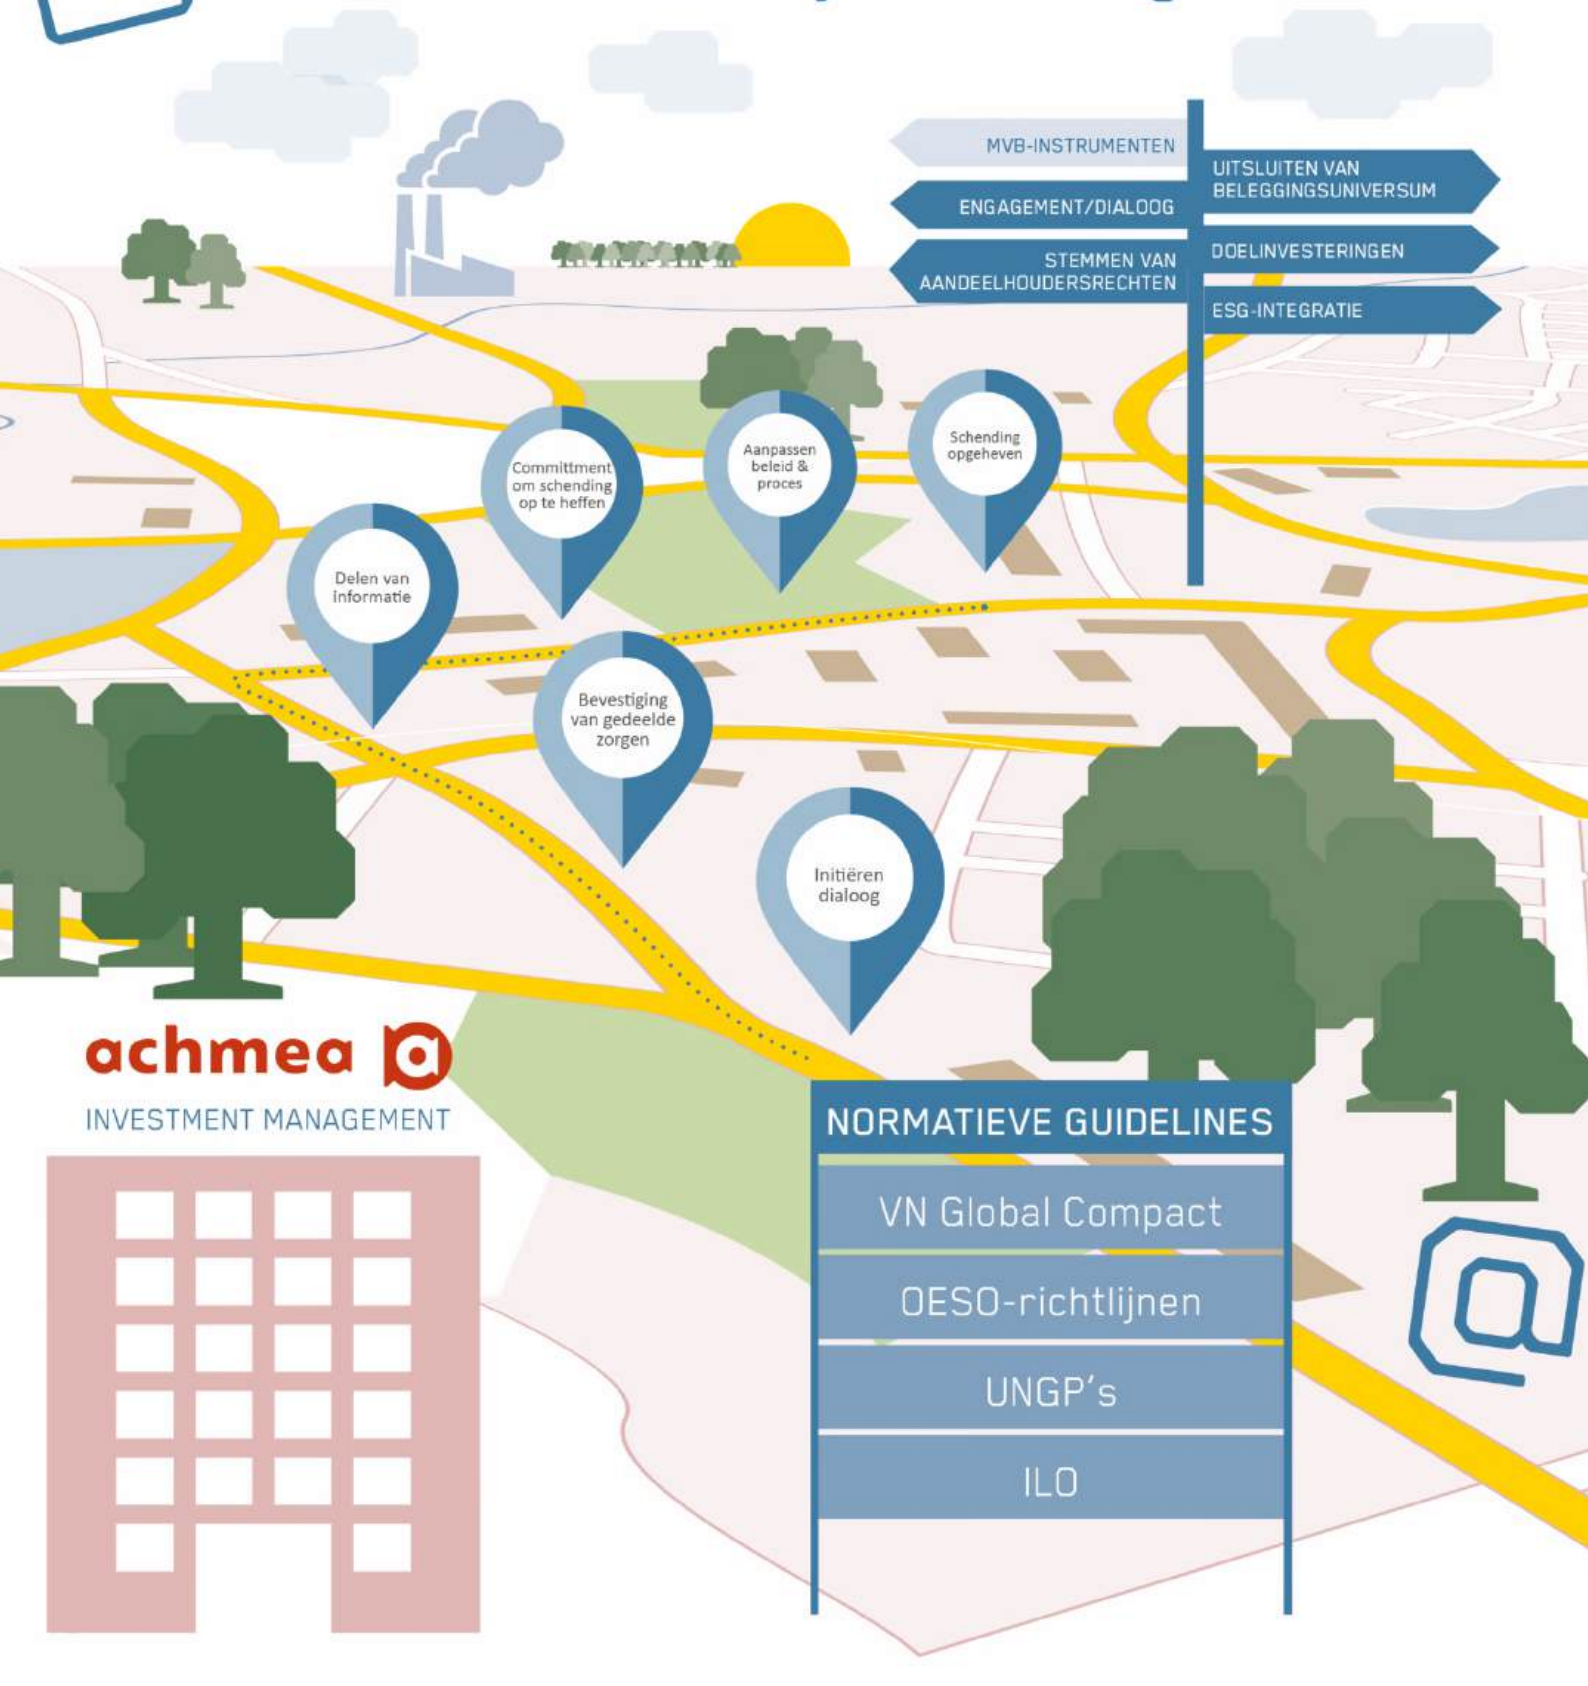 MVB-INSTRUMENTEN
UITSLUITEN VAN
BELEGGINGSUNIVERSUM
ENGAGEMENT/DIALOOG
DOELINVESTERINGEN
STEMMEN VAN
AANDEELHOUDERSRECHTEN
ESG-INTEGRATIE
Schending
opgeheven
Aanpassen
beleid &
proces
Committment
om schending
op te heffen
Delen van
informatie
Bevestiging
van gedeelde
zorgen
Initiëren
dialoog
achmea
INVESTMENT MANAGEMENT
NORMATIEVE GUIDELINES
VN Global Compact
OESO-richtlijnen
UNGP's
ILO
@